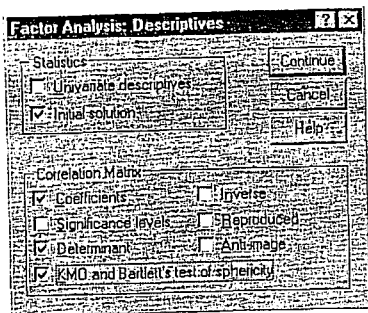 Factor Analysis: Descriptives
Statistics
Univariate descriptives
Initial solution
Continue
Cancel
Help
Correlation Matrix
Coefficients
Inverse
Significance levels
Reproduced
Determinant
Anti-image
KMO and Bartlett's test of sphericity